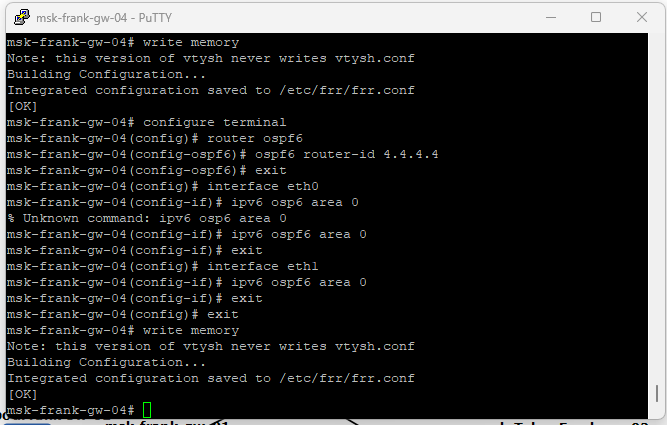 msk-frank-gw-04 - PuTTY
msk-frank-gw-04# write memory
Note: this version of vtysh never writes vtysh.conf
Building Configuration...
Integrated configuration saved to /etc/frr/frr.conf
[OK]
msk-frank-gw-04# configure terminal
msk-frank-gw-04(config)# router ospf6
msk-frank-gw-04(config-ospf6)# ospf6 router-id 4.4.4.4
msk-frank-gw-04(config-ospf6)# exit
msk-frank-gw-04(config)# interface eth0
msk-frank-gw-04(config-if)# ipv6 osp6 area 0
% Unknown command: ipv6 osp6 area 0
msk-frank-gw-04(config-if)# ipv6 ospf6 area 0
msk-frank-gw-04(config-if)# exit
msk-frank-gw-04(config)# interface eth1
msk-frank-gw-04(config-if)# ipv6 ospf6 area 0
msk-frank-gw-04(config-if)# exit
msk-frank-gw-04(config)# exit
msk-frank-gw-04# write memory
Note: this version of vtysh never writes vtysh.conf
Building Configuration...
Integrated configuration saved to /etc/frr/frr.conf
[OK]
msk-frank-gw-04#